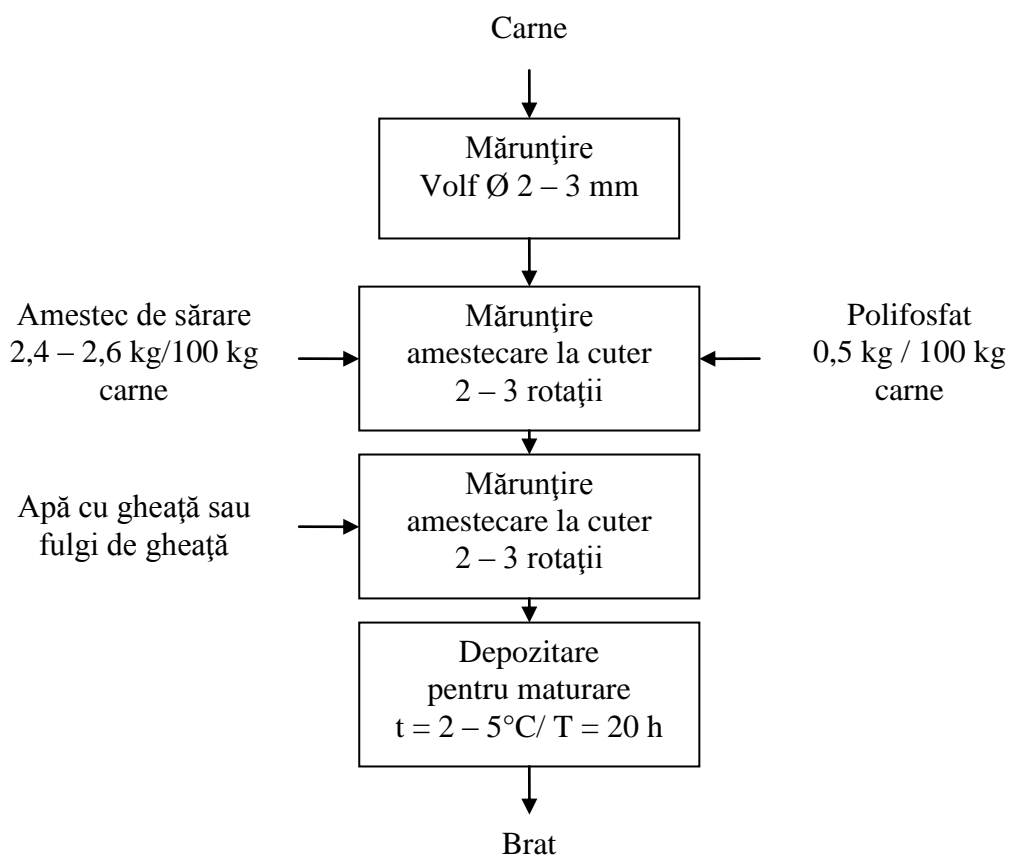 Carne
Mărunţire
Volf Ø 2 – 3 mm
Amestec de sărare
2,4 – 2,6 kg/100 kg
carne
Mărunţire
amestecare la cuter
2 – 3 rotaţii
Polifosfat
0,5 kg / 100 kg
carne
Apă cu gheaţă sau
fulgi de gheaţă
Mărunţire
amestecare la cuter
2 – 3 rotaţii
Depozitare
pentru maturare
t = 2 – 5°C/ T = 20 h
Brat